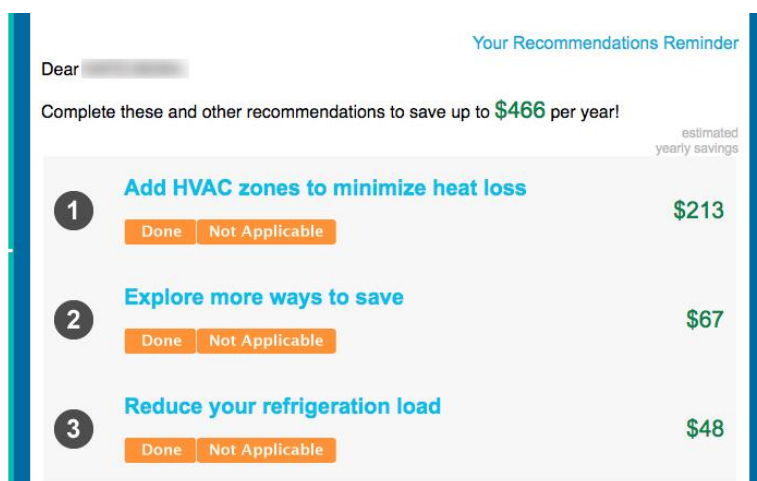 Your Recommendations Reminder
Dear
Complete these and other recommendations to save up to $466 per year!
estimated
yearly savings
1
Add HVAC zones to minimize heat loss
$213
Done Not Applicable
2
Explore more ways to save
$67
Done Not Applicable
3
Reduce your refrigeration load
$48
Done Not Applicable